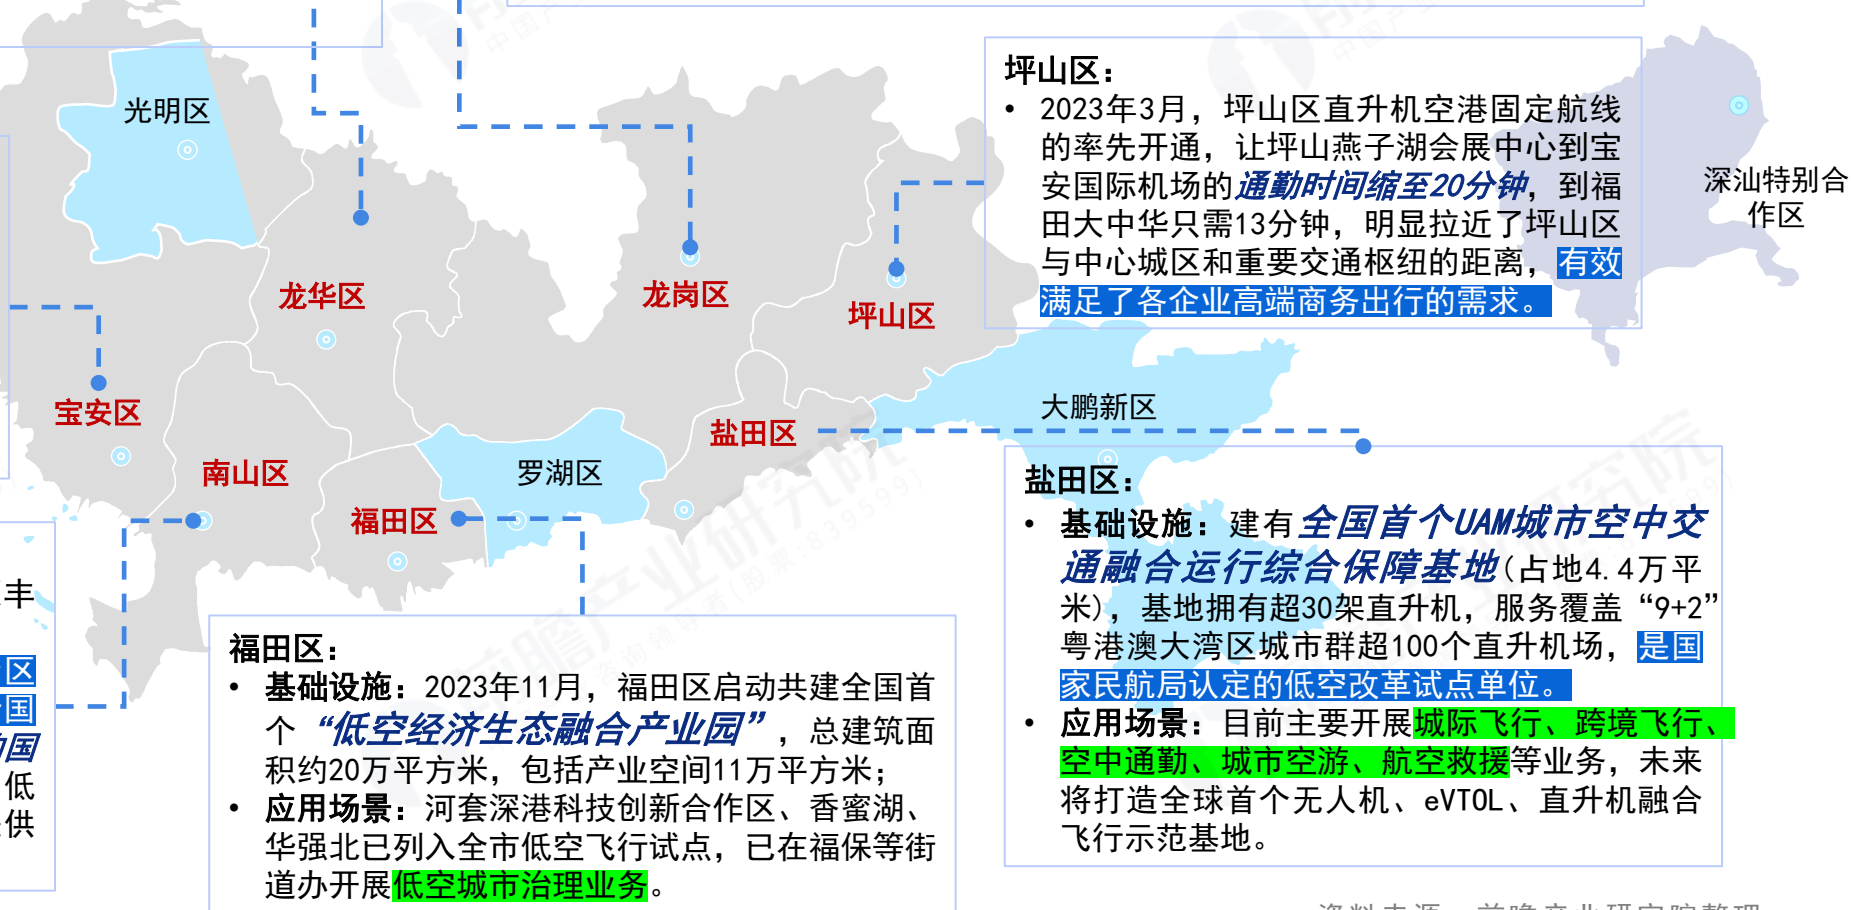 坪山区：
• 2023年3月，坪山区直升机空港固定航线
的率先开通，让坪山燕子湖会展中心到宝
安国际机场的通勤时间缩至20分钟，到福
田大中华只需13分钟，明显拉近了坪山区
与中心城区和重要交通枢纽的距离，有效
满足了各企业高端商务出行的需求。
光明区
深汕特别合
作区
龙华区
龙岗区
坪山区
宝安区
大鹏新区
盐田区
南山区
罗湖区
福田区
丰
区
国
国
低
供
福田区：
• 基础设施：2023年11月，福田区启动共建全国首
个“低空经济生态融合产业园”，总建筑面
积约20万平方米，包括产业空间11万平方米；
• 应用场景：河套深港科技创新合作区、香蜜湖、
华强北已列入全市低空飞行试点，已在福保等街
道办开展低空城市治理业务。
盐田区：
• 基础设施：建有全国首个UAM城市空中交
通融合运行综合保障基地(占地4.4万平
米)，基地拥有超30架直升机，服务覆盖“9+2”
粤港澳大湾区城市群超100个直升机场，是国
家民航局认定的低空改革试点单位。
• 应用场景：目前主要开展城际飞行、跨境飞行、
空中通勤、城市空游、航空救援等业务，未来
将打造全球首个无人机、eVTOL、直升机融合
飞行示范基地。
资料来源：前瞻产业研究院整理
前瞻产业研究院